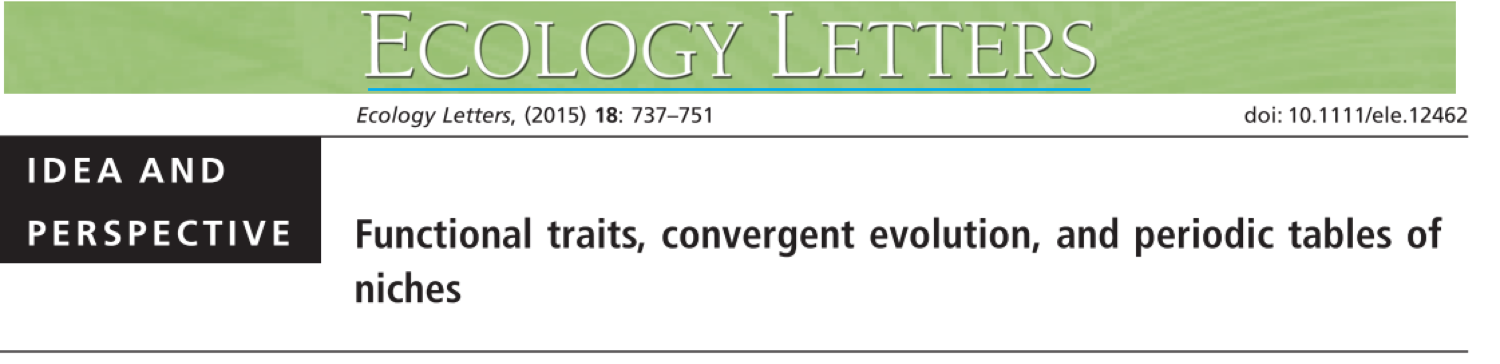 ECOLOGY LETTERS
Ecology Letters, (2015) 18: 737–751 doi: 10.1111/ele.12462
IDEA AND
PERSPECTIVE
Functional traits, convergent evolution, and periodic tables of
niches